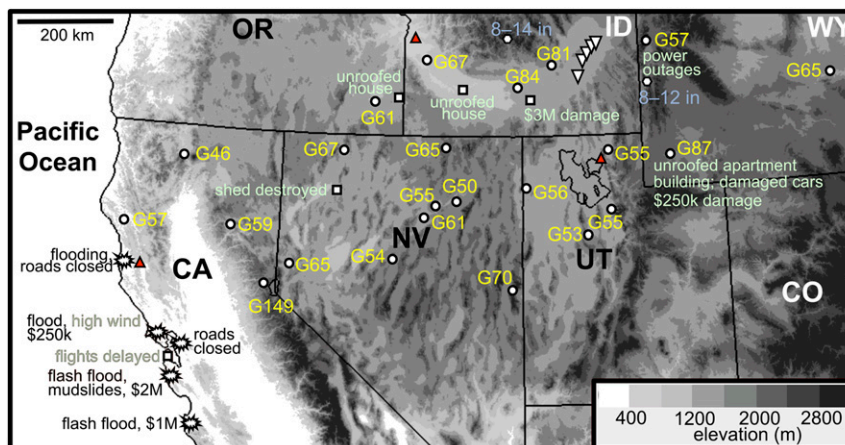 200 km
OR
ID
WY
8–14 in
G57
power
outages
G67
G81
G65
unroofed
house
G84
8–12 in
G61
unroofed
house
$3M damage
Pacific
Ocean
G46
G67
G65
G55
G87
unroofed apartment
building; damaged cars
$250k damage
shed destroyed
G55
G50
G56
G57
G59
G61
G55
flooding
roads closed
CA
G65
G54
NV
G53
UT
G70
CO
G149
flood,
$250k
high wind
roads
closed
flights delayed
flash flood,
mudslides, $2M
flash flood, $1M
400 1200 2000 2800
elevation (m)